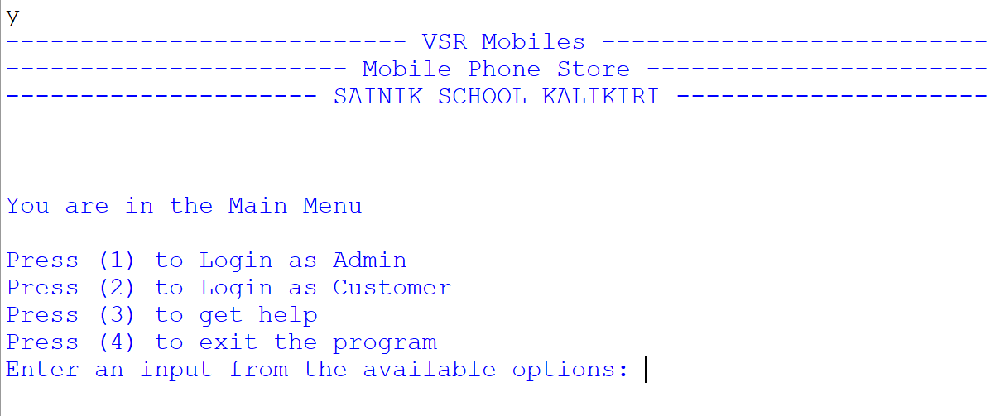 y
--------------------------- VSR Mobiles --------------------------
----------------------- Mobile Phone Store -----------------------
--------------------- SAINIK SCHOOL KALIKIRI ---------------------
You are in the Main Menu
Press (1) to Login as Admin
Press (2) to Login as Customer
Press (3) to get help
Press (4) to exit the program
Enter an input from the available options: